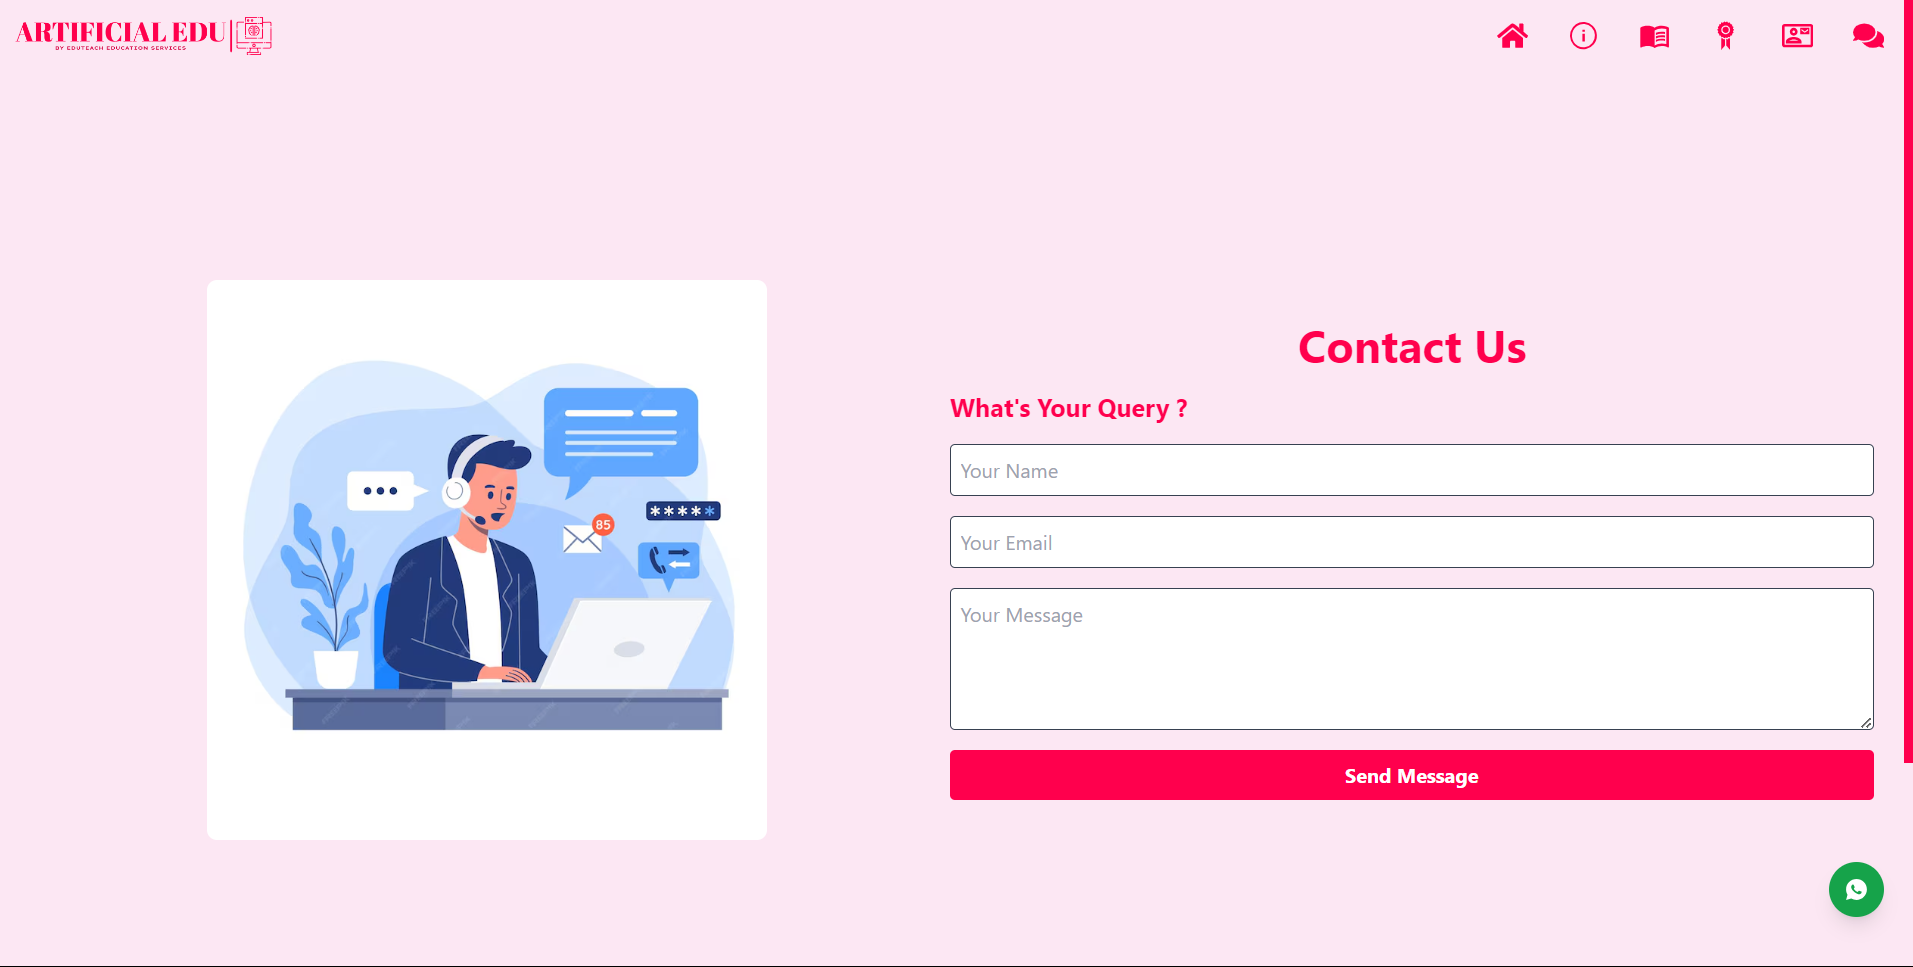 ARTIFICIAL EDU
BY EDUTEACH EDUCATION SERVICES
85
*****
Contact Us
What's Your Query ?
Your Name
Your Email
Your Message
Send Message